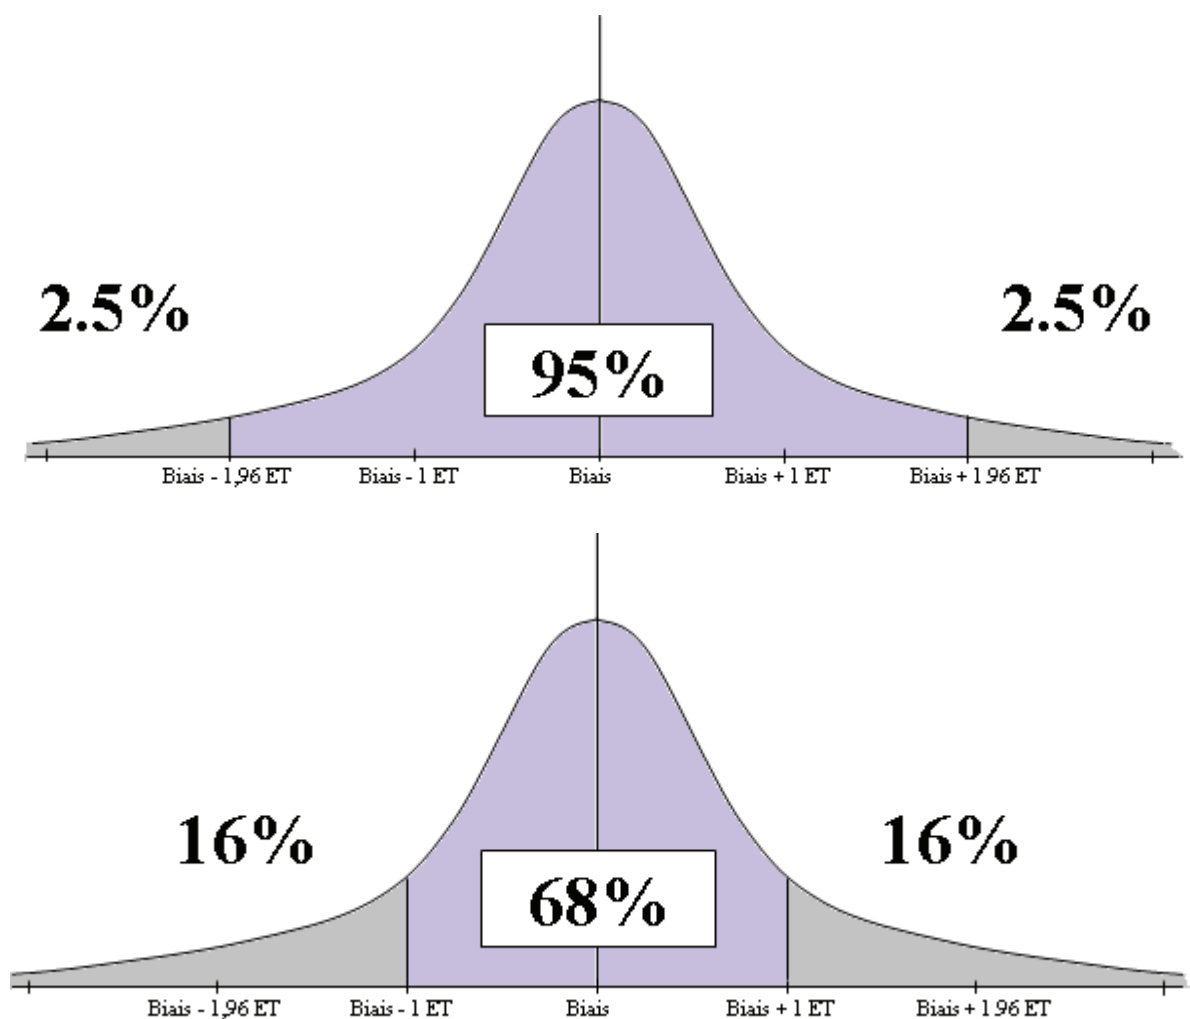 2.5%
2.5%
95%
Biais - 1,96 ET
Biais - 1 ET
Biais
Biais + 1 ET
Biais + 1 96 ET
16%
16%
68%
Biais - 1,96 ET
Biais - 1 ET
Biais
Biais + 1 ET
Biais + 1 96 ET